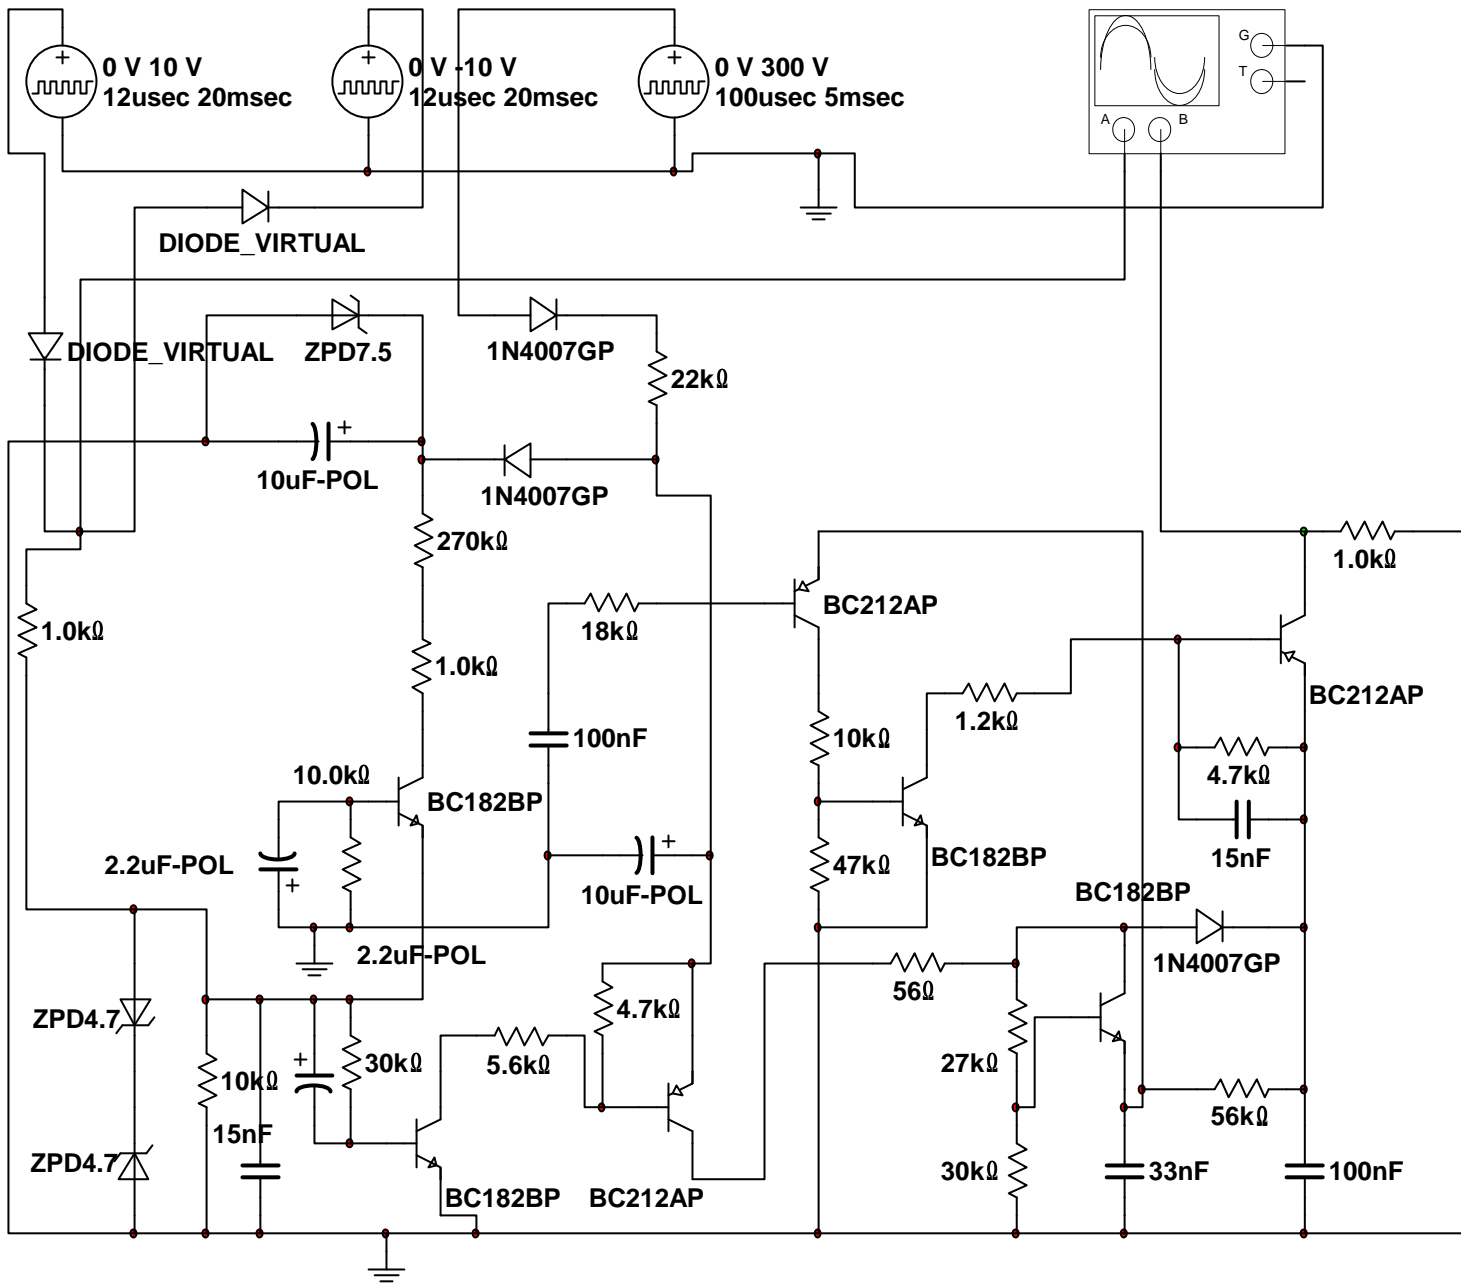 0 V 10 V
12usec 20msec
0 V -10 V
12usec 20msec
0 V 300 V
100usec 5msec
G
T
A
B
DIODE_VIRTUAL
DIODE_VIRTUAL
ZPD7.5
1N4007GP
22kΩ
10uF-POL
1N4007GP
270kΩ
1.0kΩ
BC212AP
18kΩ
1.0kΩ
1.0kΩ
BC212AP
1.2kΩ
100nF
10kΩ
10.0kΩ
BC182BP
4.7kΩ
2.2uF-POL
BC182BP
15nF
47kΩ
10uF-POL
BC182BP
2.2uF-POL
1N4007GP
56Ω
4.7kΩ
ZPD4.7
30kΩ
5.6kΩ
27kΩ
10kΩ
56kΩ
15nF
ZPD4.7
BC182BP
BC212AP
30kΩ
33nF
100nF